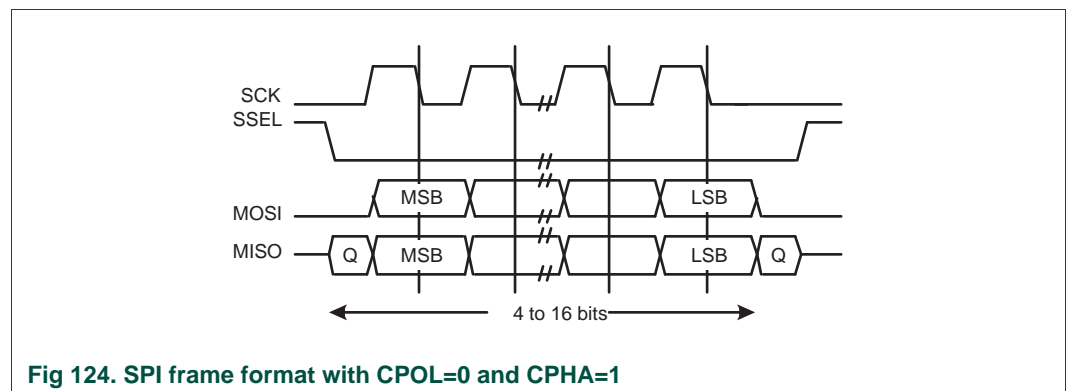 SCK
SSEL
MOSI
MSB
LSB
MISO
Q
MSB
LSB
Q
4 to 16 bits
Fig 124. SPI frame format with CPOL=0 and CPHA=1